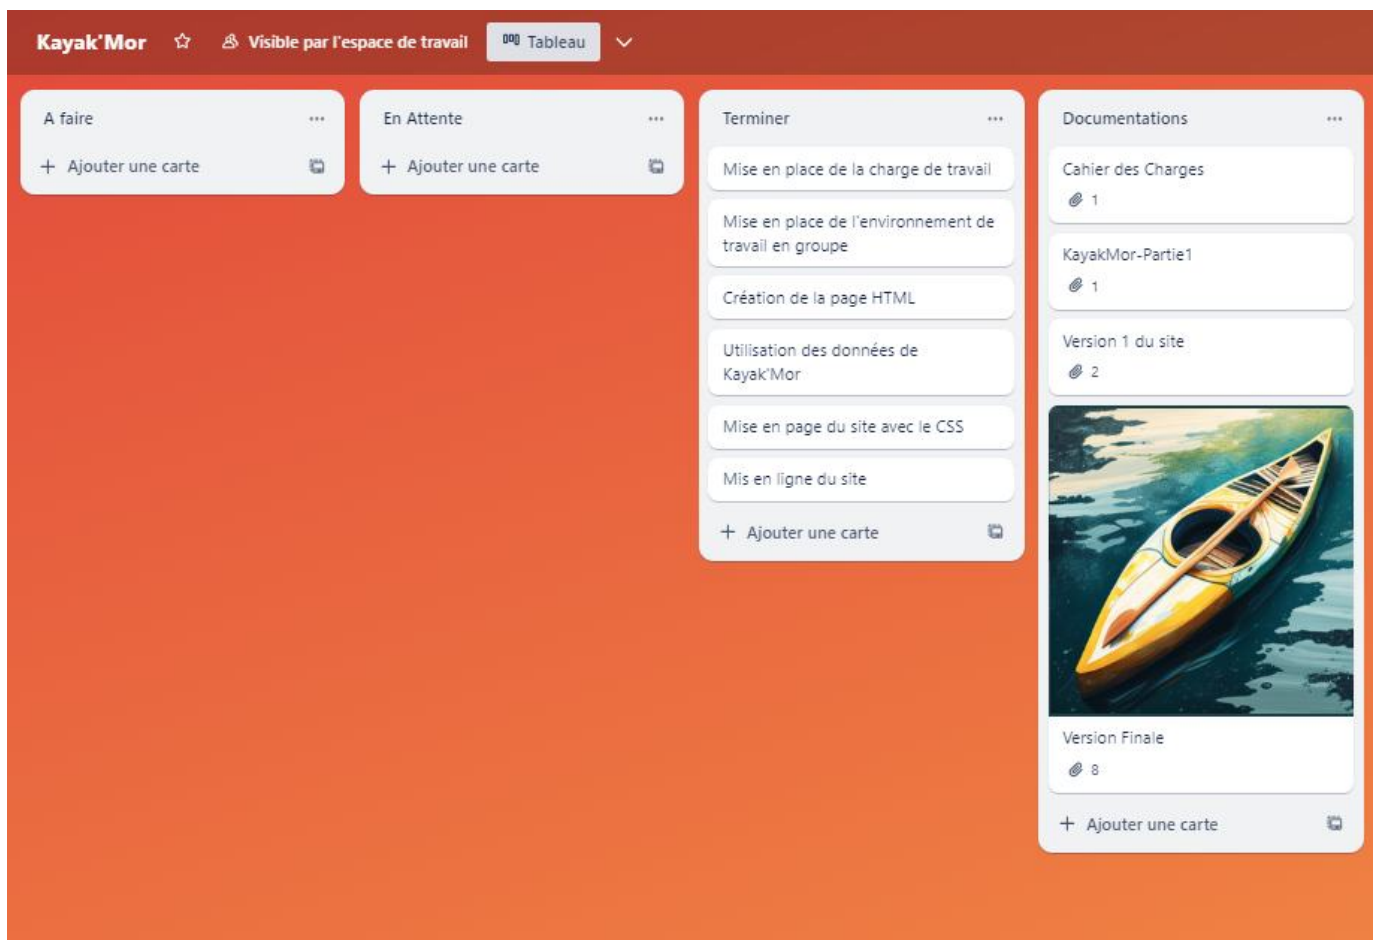 Kayak'Mor
Visible par l'espace de travail
Tableau
A faire
Ajouter une carte
En Attente
Ajouter une carte
Terminer
Mise en place de la charge de travail
Mise en place de l'environnement de
travail en groupe
Création de la page HTML
Utilisation des données de
Kayak'Mor
Mise en page du site avec le CSS
Mis en ligne du site
Ajouter une carte
Documentations
Cahier des Charges
1
KayakMor-Partie1
1
Version 1 du site
2
Version Finale
8
Ajouter une carte